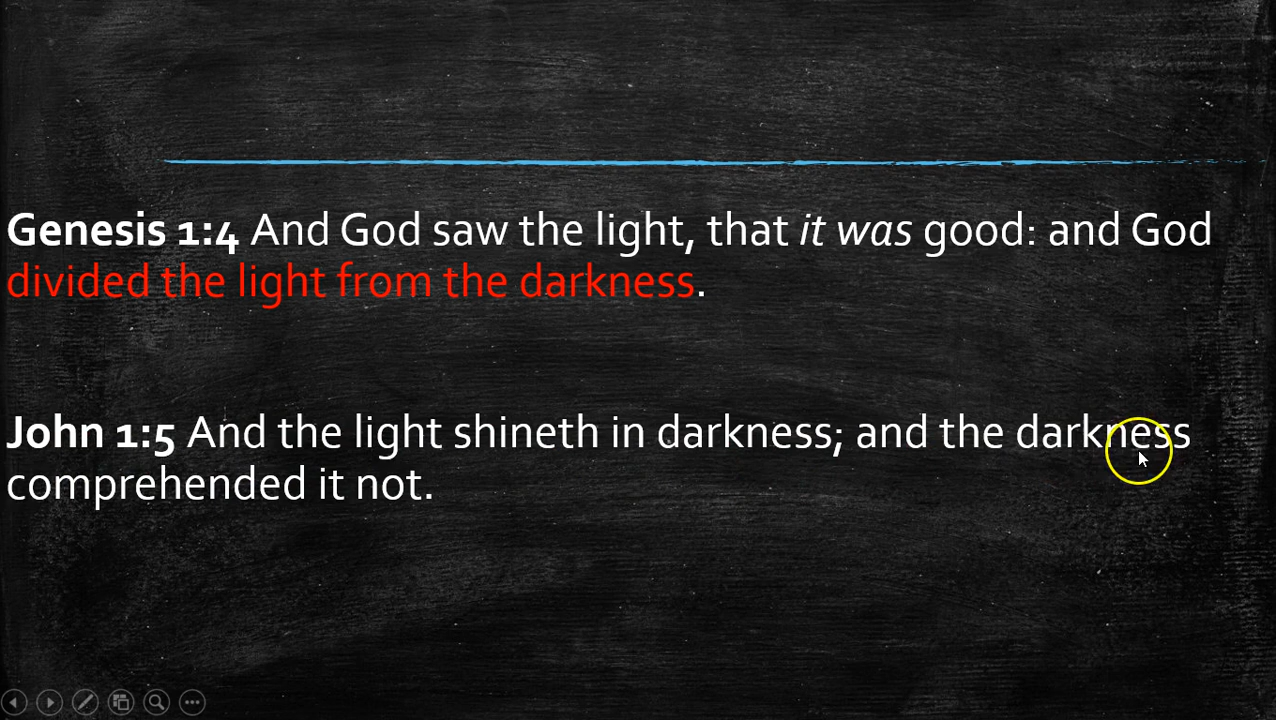 Genesis 1:4 And God saw the light, that it was good: and God
divided the light from the darkness.
John 1:5 And the light shineth in darkness; and the darkness
comprehended it not.